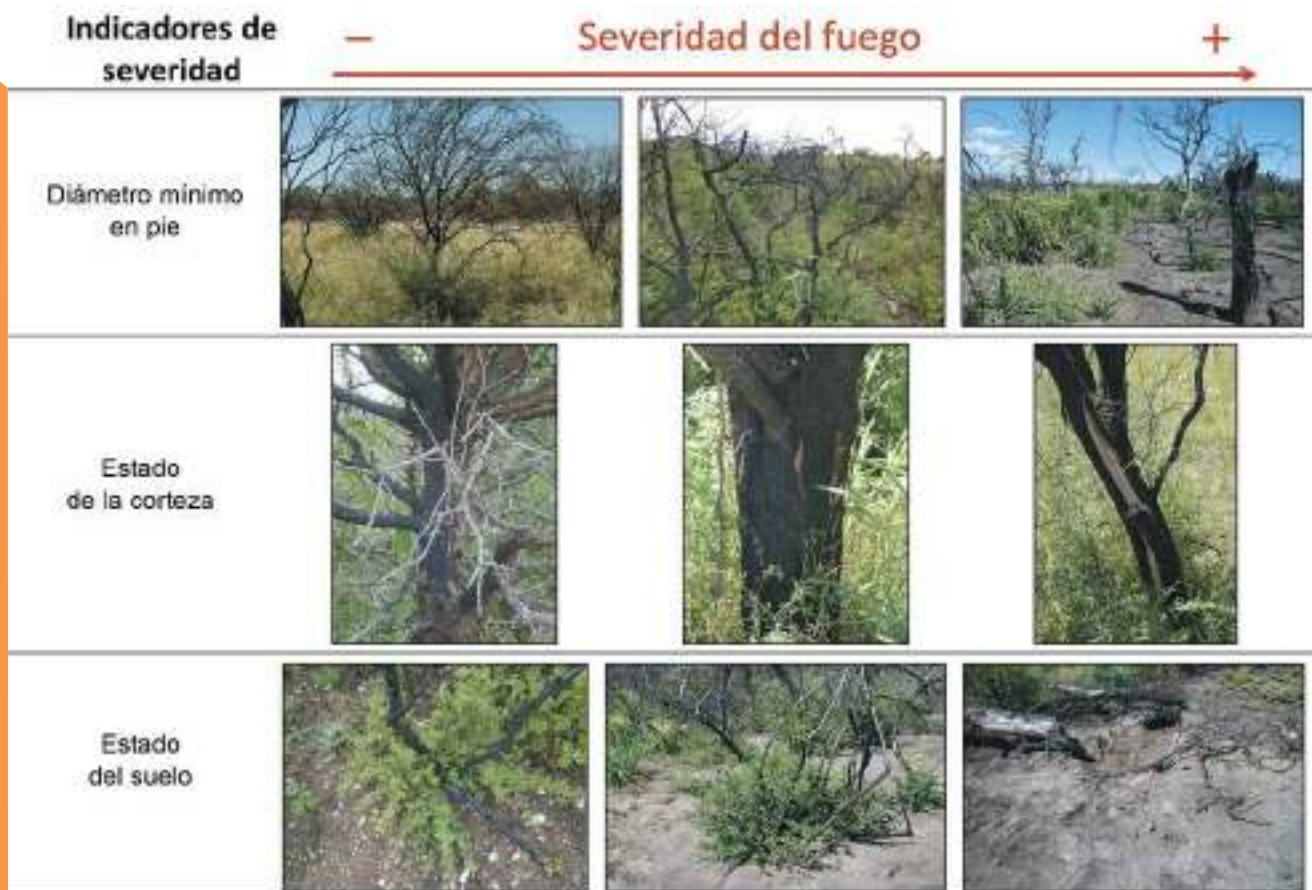 Indicadores de
severidad
− Severidad del fuego +
Diámetro mínimo
en pie
Estado
de la corteza
Estado
del suelo